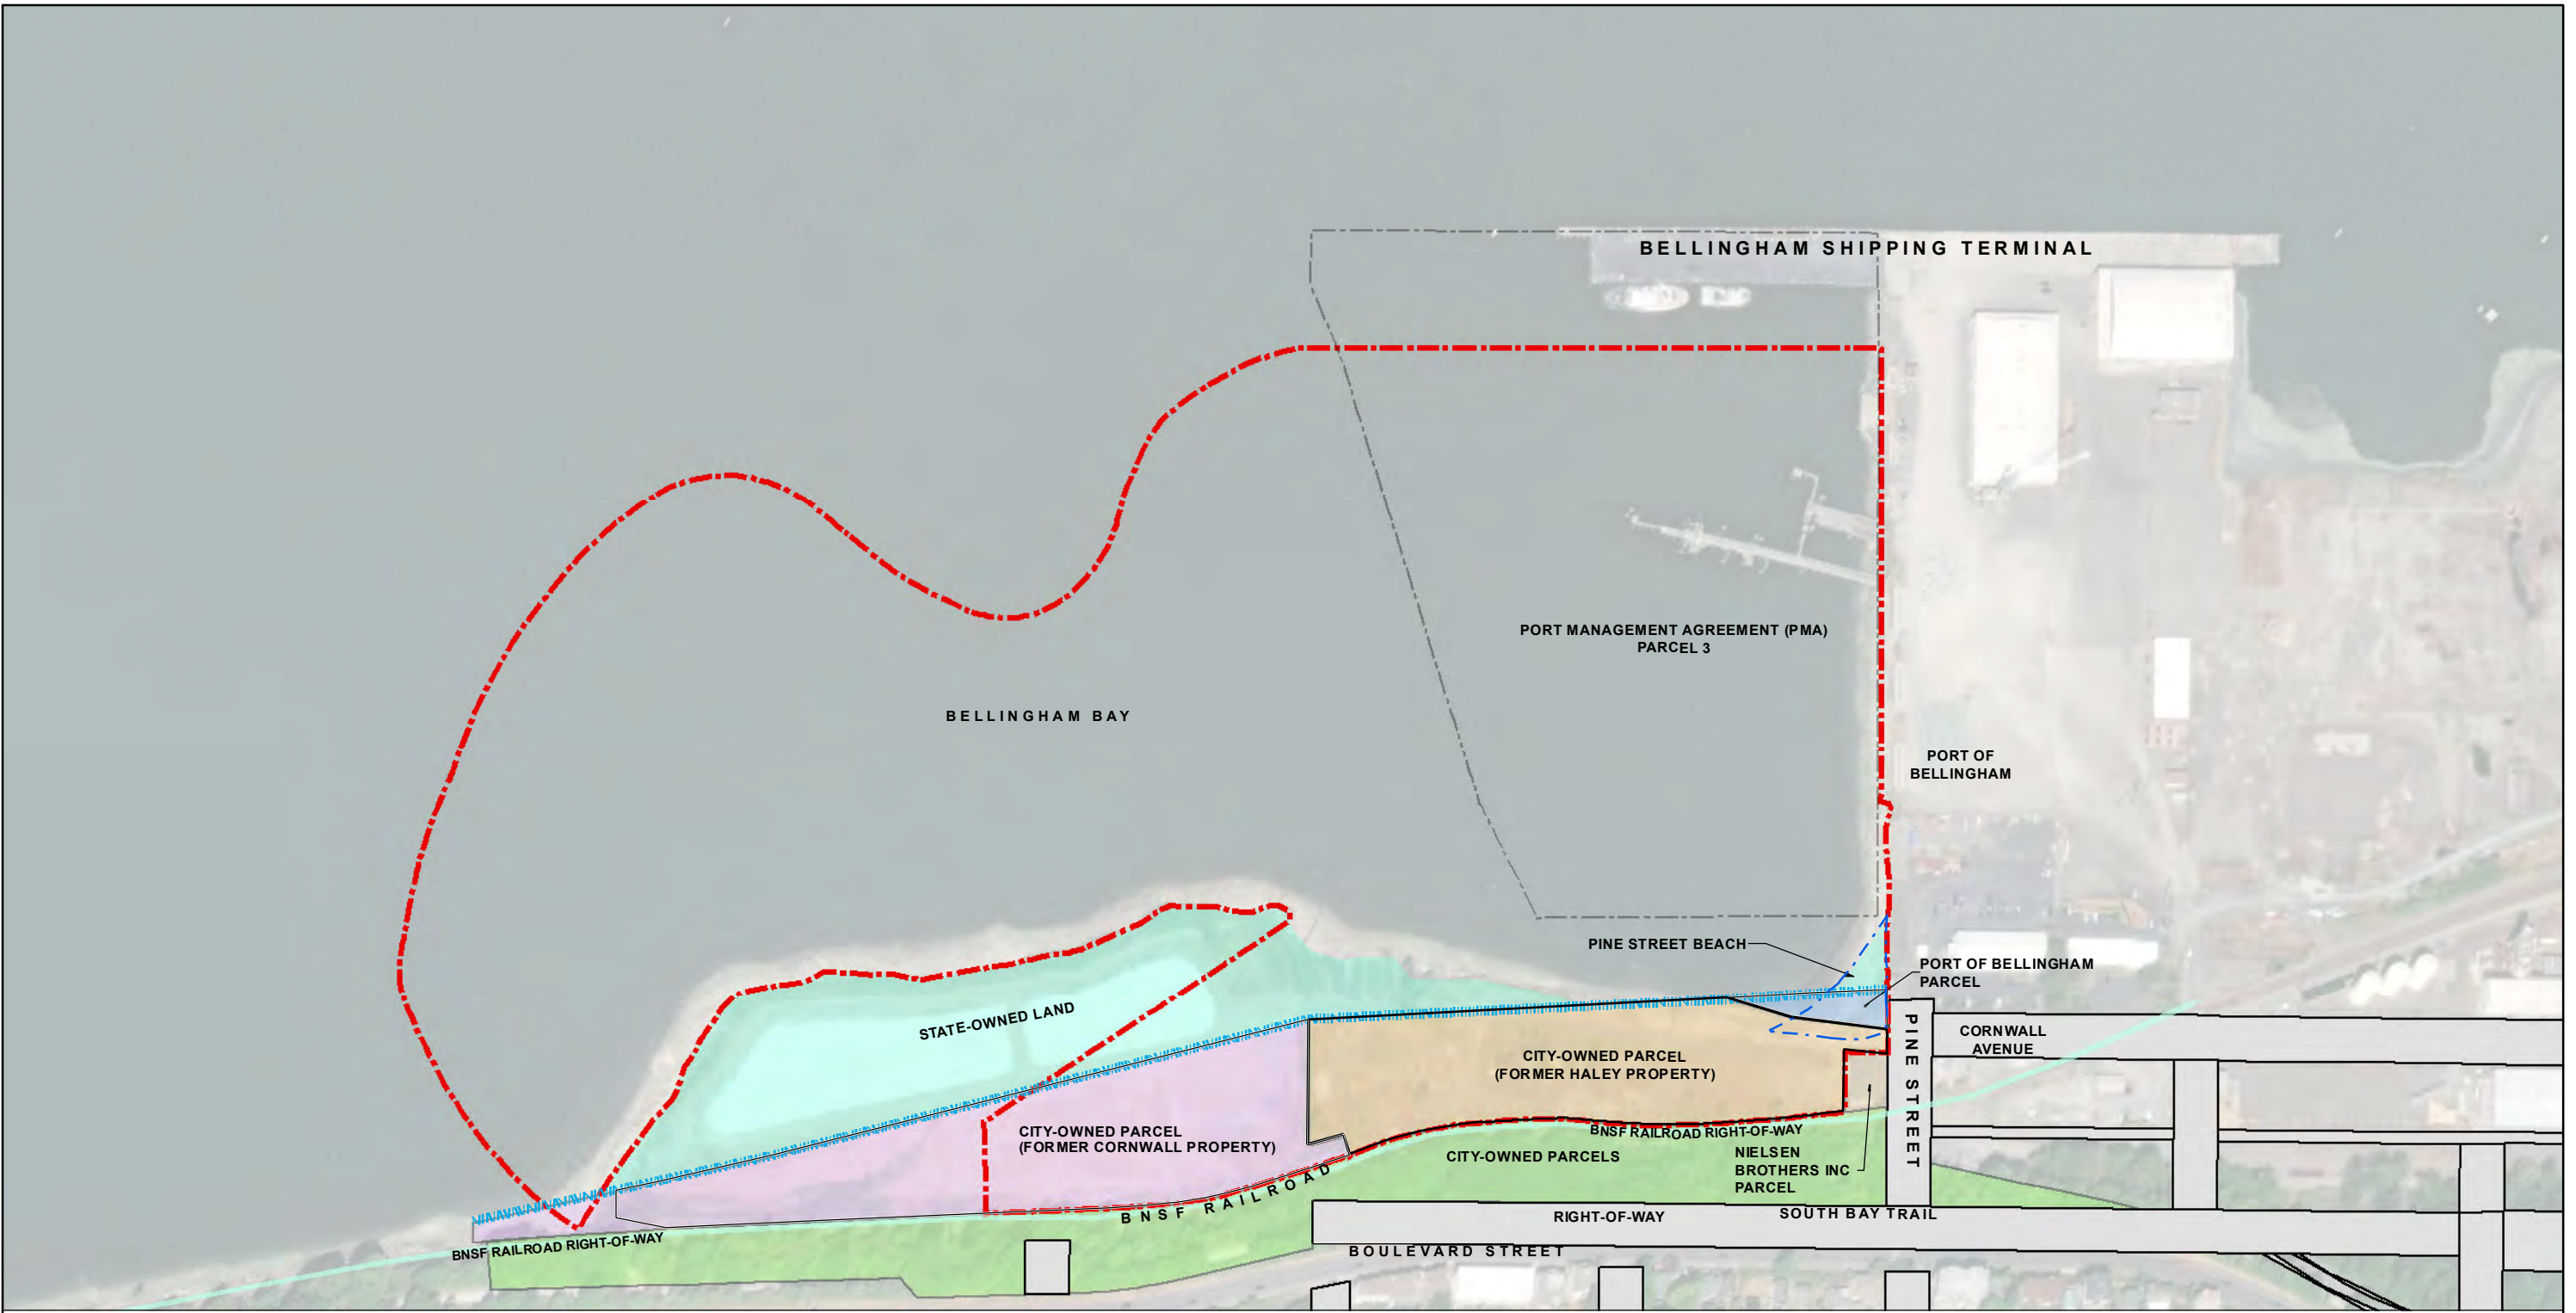 BELLINGHAM SHIPPING TERMINAL
PORT MANAGEMENT AGREEMENT (PMA)
PARCEL 3
BELLINGHAM BAY
PORT OF
BELLINGHAM
PINE STREET BEACH
PORT OF BELLINGHAM
PARCEL
STATE-OWNED LAND
CITY-OWNED PARCEL
(FORMER HALEY PROPERTY)
PINE STREET
CORNWALL
AVENUE
CITY-OWNED PARCEL
(FORMER CORNWALL PROPERTY)
BNSF RAILROAD RIGHT-OF-WAY
CITY-OWNED PARCELS
NIELSEN
BROTHERS INC
PARCEL
BNSF RAILROAD
RIGHT-OF-WAY
SOUTH BAY TRAIL
BNSF RAILROAD RIGHT-OF-WAY
BOULEVARD STREET